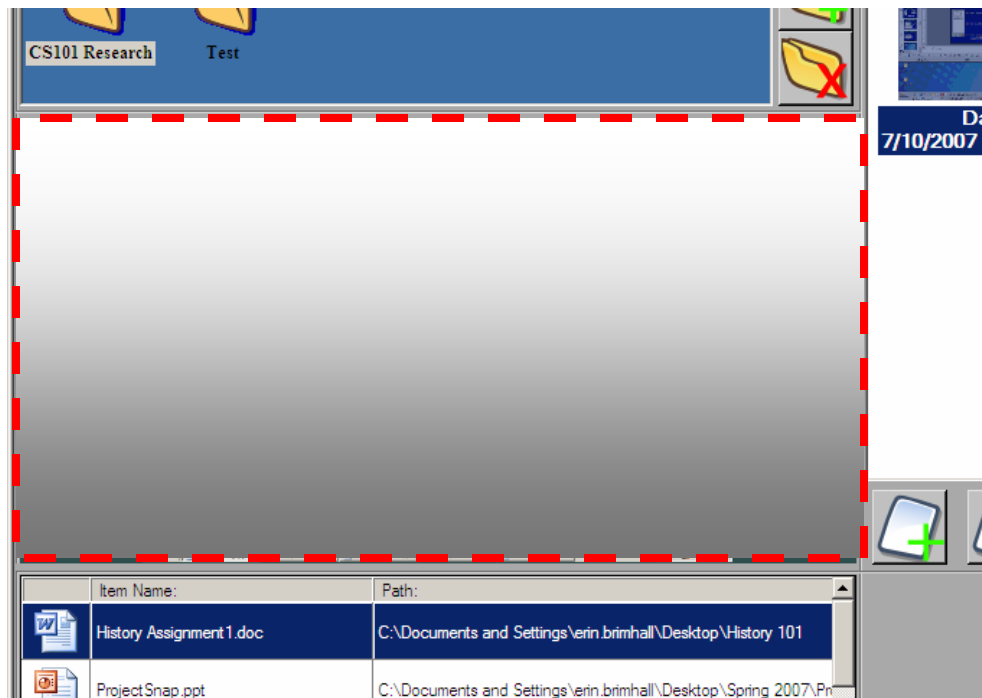 CS101 Research Test
Da
7/10/2007
Item Name: Path:
History Assignment1.doc C:\Documents and Settings\erin.brimhall\Desktop\History 101
ProjectSnap.ppt C:\Documents and Settings\erin.brimhall\Desktop\Spring 2007\Pr